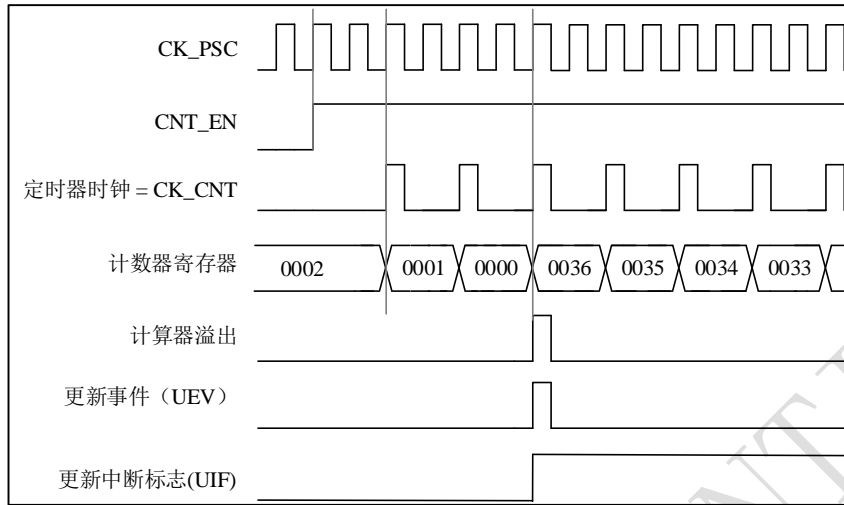 CK_PSC
CNT_EN
定时器时钟 = CK_CNT
计数器寄存器
0002 0001 0000 0036 0035 0034 0033
计算器溢出
更新事件（UEV）
更新中断标志(UIF)